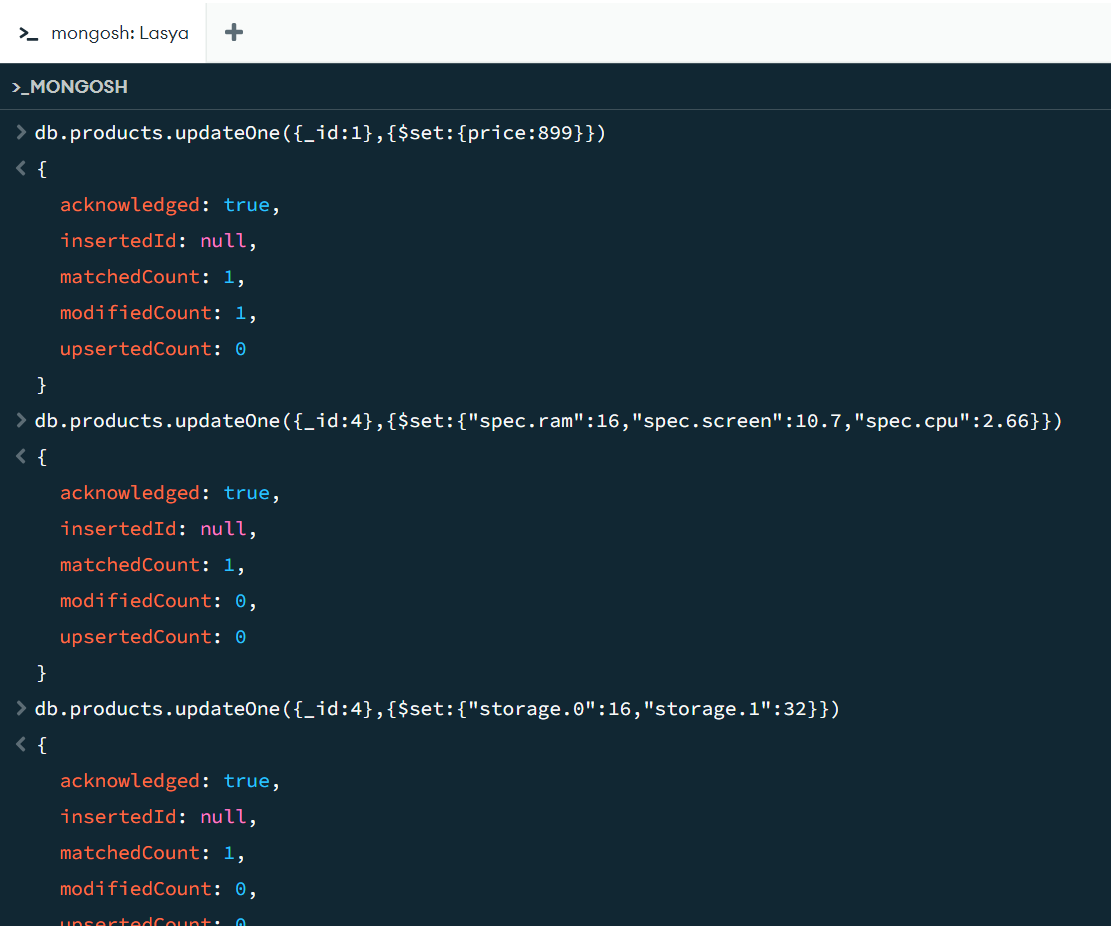 >_ mongosh: Lasya +
>_MONGOSH
> db.products.updateOne({_id:1},{$set:{price:899}})
< {
acknowledged: true,
insertedId: null,
matchedCount: 1,
modifiedCount: 1,
upsertedCount: 0
}
> db.products.updateOne({_id:4},{$set:{"spec.ram":16,"spec.screen":10.7,"spec.cpu":2.66}})
< {
acknowledged: true,
insertedId: null,
matchedCount: 1,
modifiedCount: 0,
upsertedCount: 0
}
> db.products.updateOne({_id:4},{$set:{"storage.0":16,"storage.1":32}})
< {
acknowledged: true,
insertedId: null,
matchedCount: 1,
modifiedCount: 0,
upsertedCount: 0